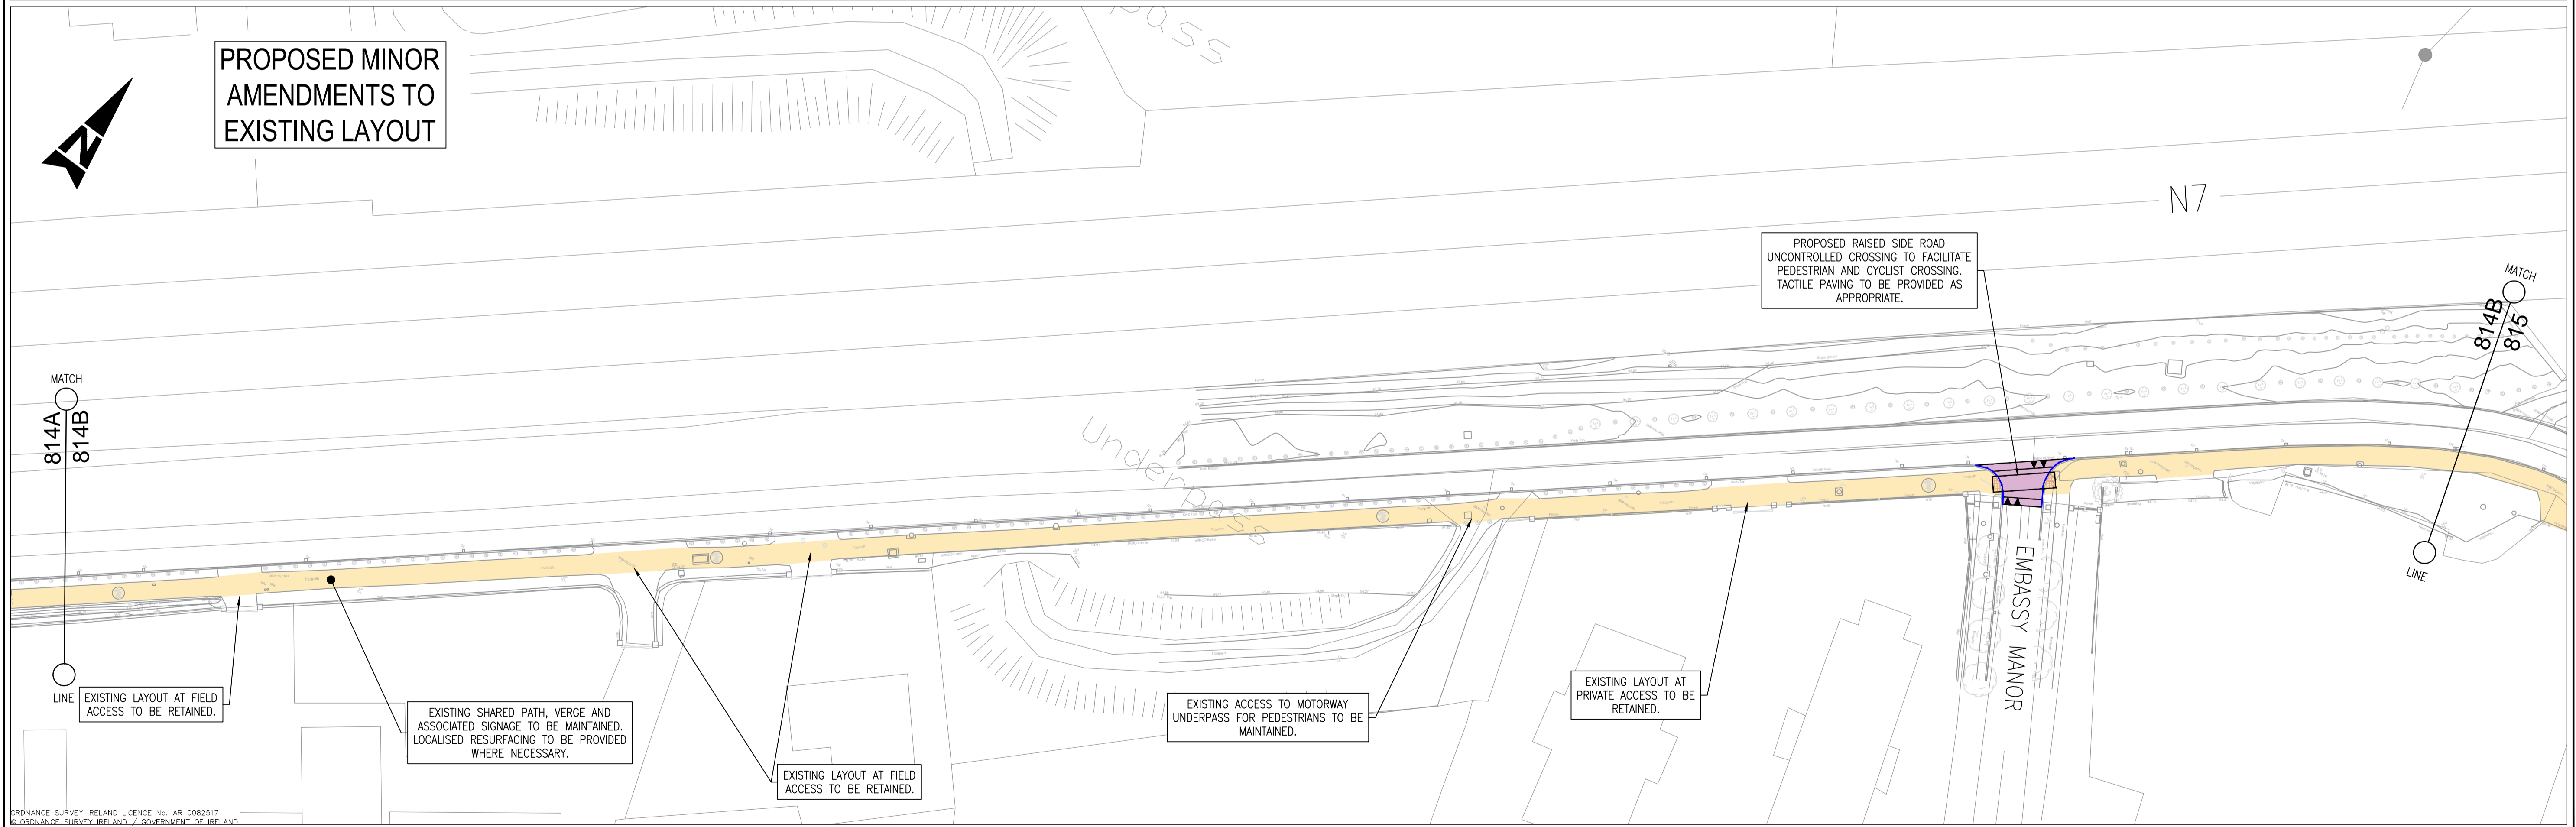 PROPOSED MINOR
AMENDMENTS TO
EXISTING LAYOUT
N
N7
PROPOSED RAISED SIDE ROAD
UNCONTROLLED CROSSING TO FACILITATE
PEDESTRIAN AND CYCLIST CROSSING.
TACTILE PAVING TO BE PROVIDED AS
APPROPRIATE.
MATCH
814B
815
LINE
MATCH
814A
814B
LINE
Underpass
EXISTING LAYOUT AT FIELD
ACCESS TO BE RETAINED.
EXISTING SHARED PATH, VERGE AND
ASSOCIATED SIGNAGE TO BE MAINTAINED.
LOCALISED RESURFACING TO BE PROVIDED
WHERE NECESSARY.
EXISTING LAYOUT AT FIELD
ACCESS TO BE RETAINED.
EXISTING ACCESS TO MOTORWAY
UNDERPASS FOR PEDESTRIANS TO BE
MAINTAINED.
EXISTING LAYOUT AT
PRIVATE ACCESS TO BE
RETAINED.
EMBASSY MANOR
ORDNANCE SURVEY IRELAND LICENCE No. AR 0082517
© ORDNANCE SURVEY IRELAND / GOVERNMENT OF IRELAND